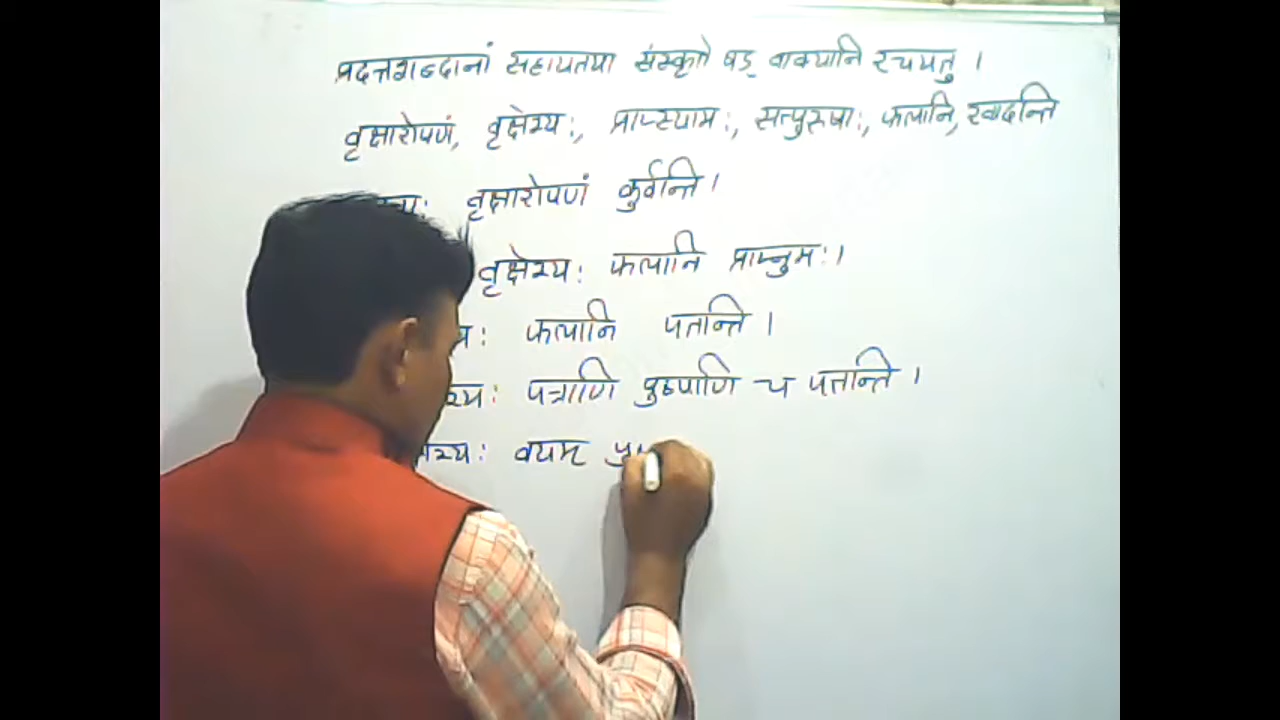 प्रदत्तशब्दानां सहायतया संस्कृते षड् वाक्यानि रचयतु ।
वृक्षारोपणं, वृक्षेभ्यः, प्राप्स्यामः, सत्पुरुषाः, फलानि, खादन्ति
वृक्षारोपणं कुर्वन्ति ।
वृक्षेभ्यः फलानि प्राप्नुमः ।
फलानि पतन्ति ।
पत्राणि पुष्पाणि च पतन्ति ।
वयम्